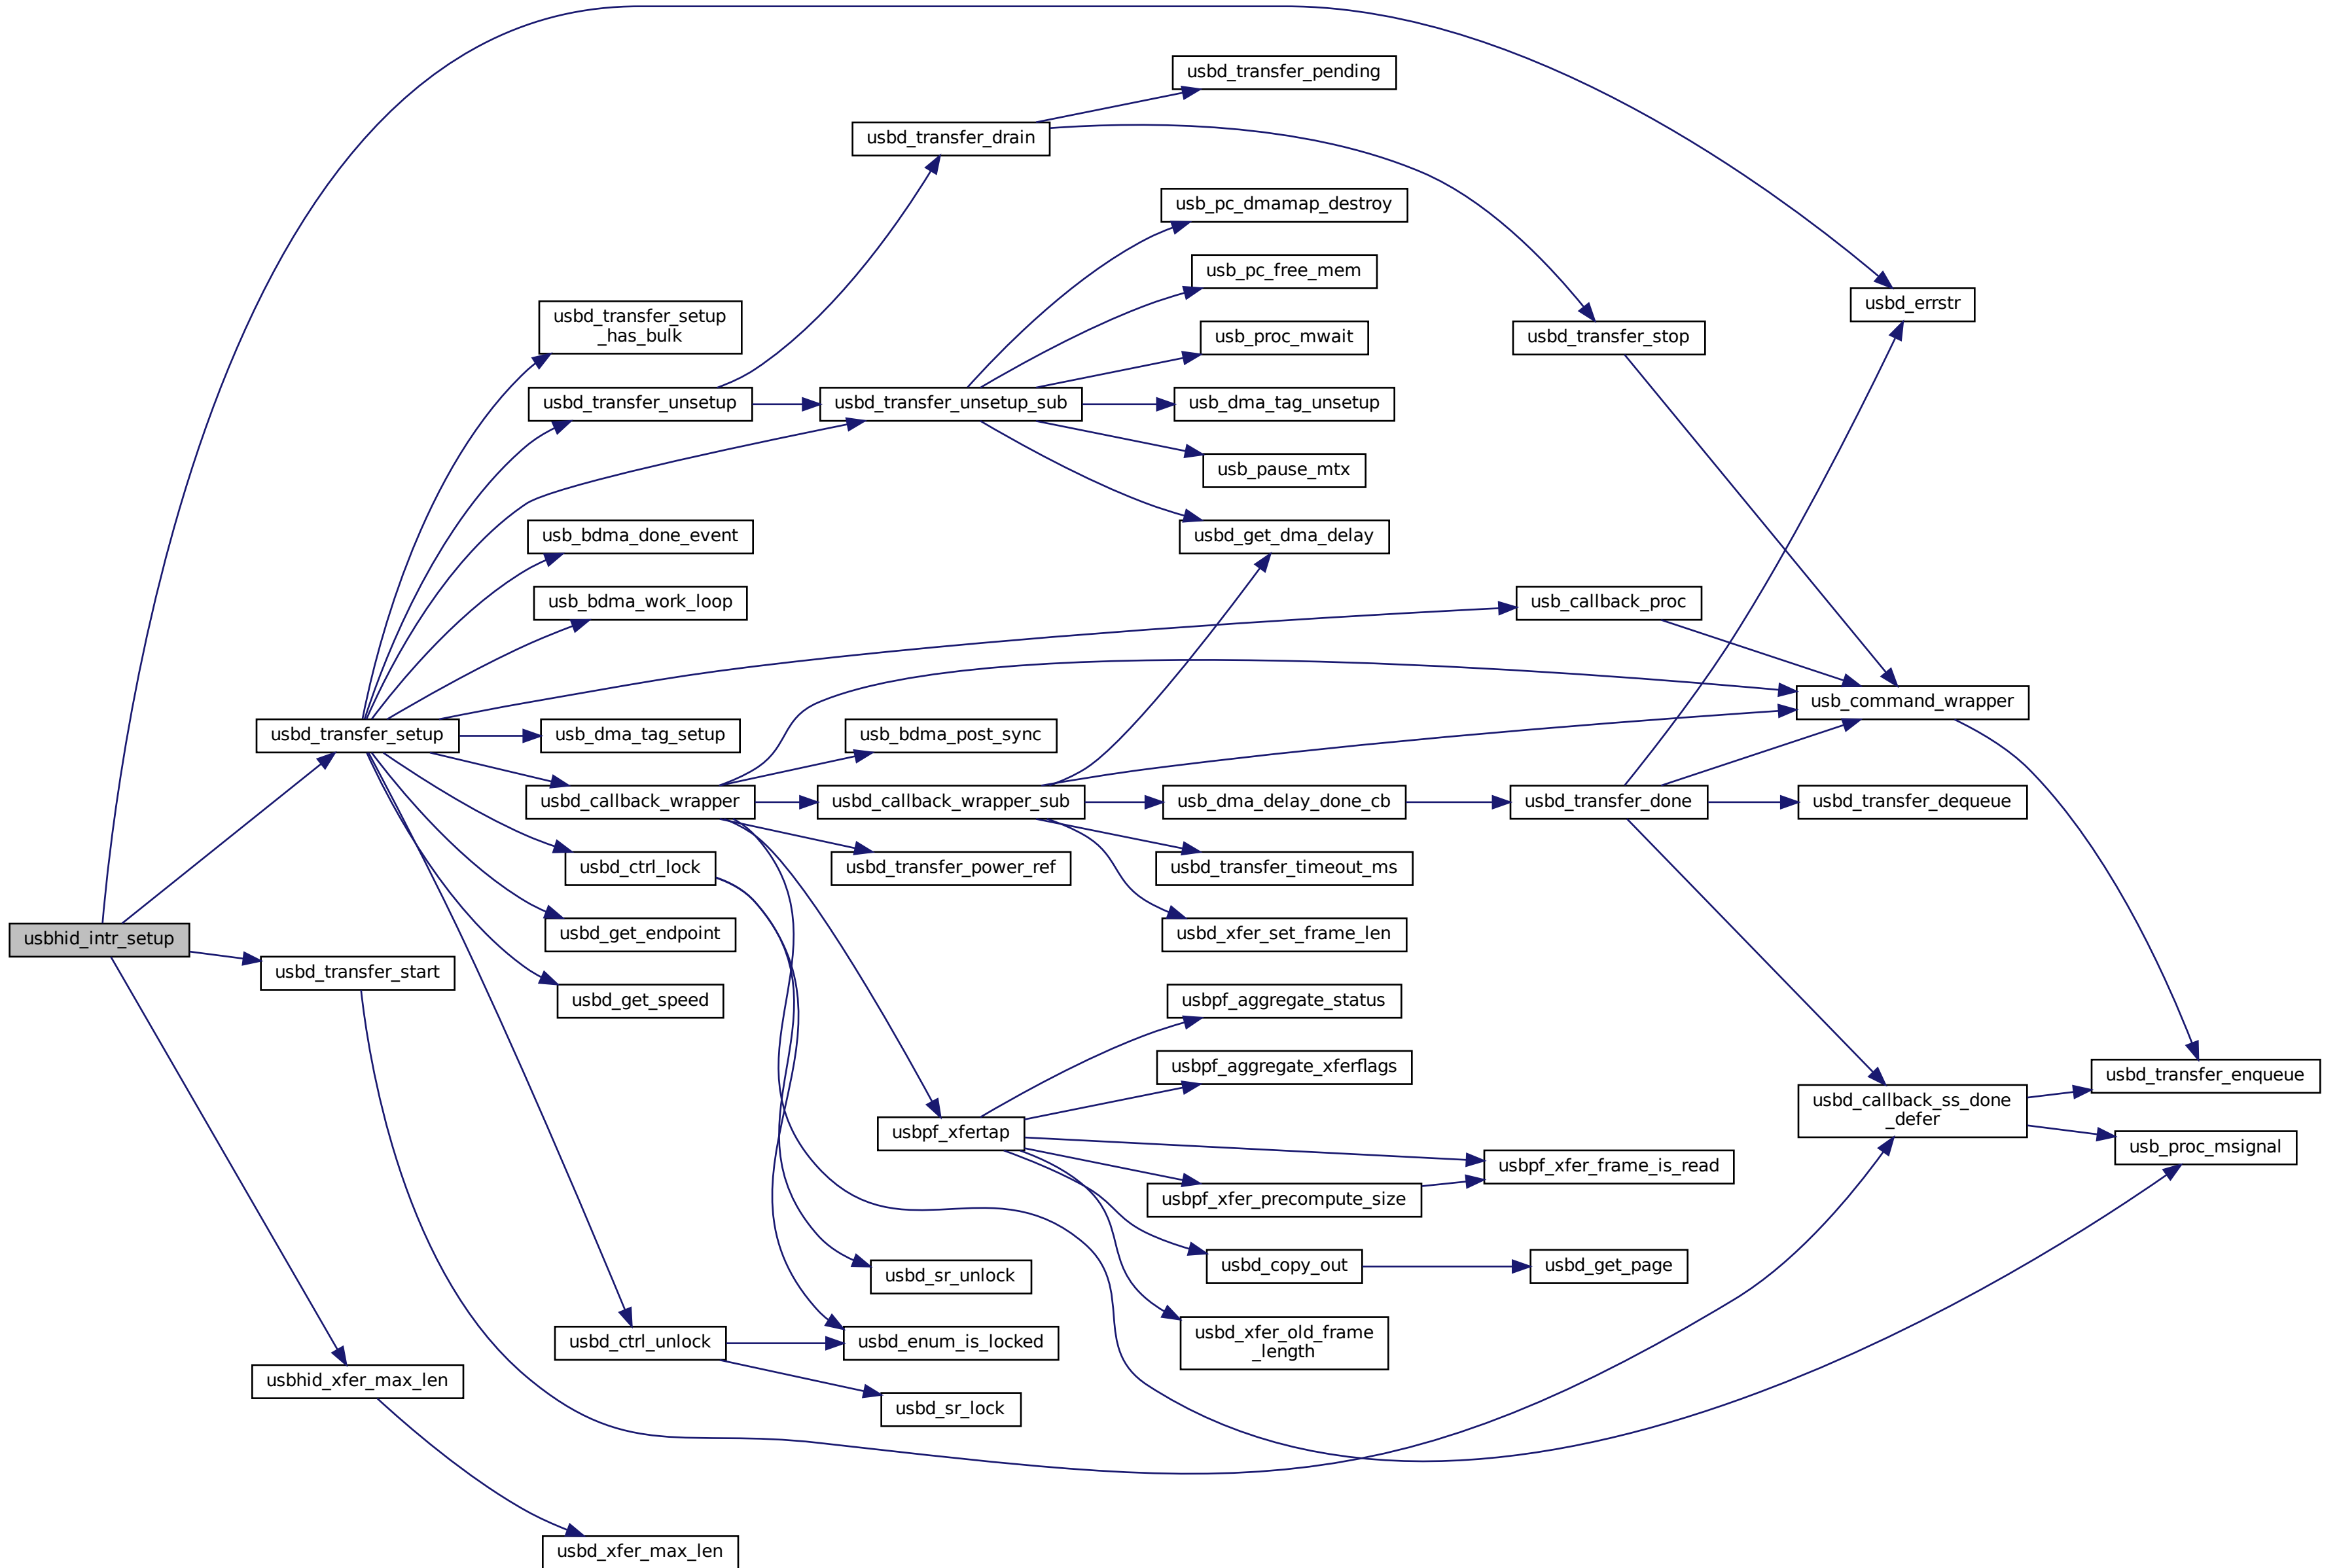 usbd_transfer_pending
usbd_transfer_drain
usb_pc_dmamap_destroy
usb_pc_free_mem
usbd_errstr
usbd_transfer_setup
_has_bulk
usb_proc_mwait
usbd_transfer_stop
usbd_transfer_unsetup
usbd_transfer_unsetup_sub
usb_dma_tag_unsetup
usb_pause_mtx
usb_bdma_done_event
usbd_get_dma_delay
usb_bdma_work_loop
usb_callback_proc
usb_command_wrapper
usbd_transfer_setup
usb_dma_tag_setup
usb_bdma_post_sync
usbd_callback_wrapper
usbd_callback_wrapper_sub
usb_dma_delay_done_cb
usbd_transfer_done
usbd_transfer_dequeue
usbd_ctrl_lock
usbd_transfer_power_ref
usbd_transfer_timeout_ms
usbhid_intr_setup
usbd_get_endpoint
usbd_xfer_set_frame_len
usbd_transfer_start
usbd_get_speed
usbpf_aggregate_status
usbpf_aggregate_xferflags
usbd_transfer_enqueue
usbd_callback_ss_done
_defer
usbpf_xfertap
usb_proc_msignal
usbpf_xfer_frame_is_read
usbpf_xfer_precompute_size
usbd_sr_unlock
usbd_copy_out
usbd_get_page
usbd_ctrl_unlock
usbd_enum_is_locked
usbd_xfer_old_frame
_length
usbhid_xfer_max_len
usbd_sr_lock
usbd_xfer_max_len